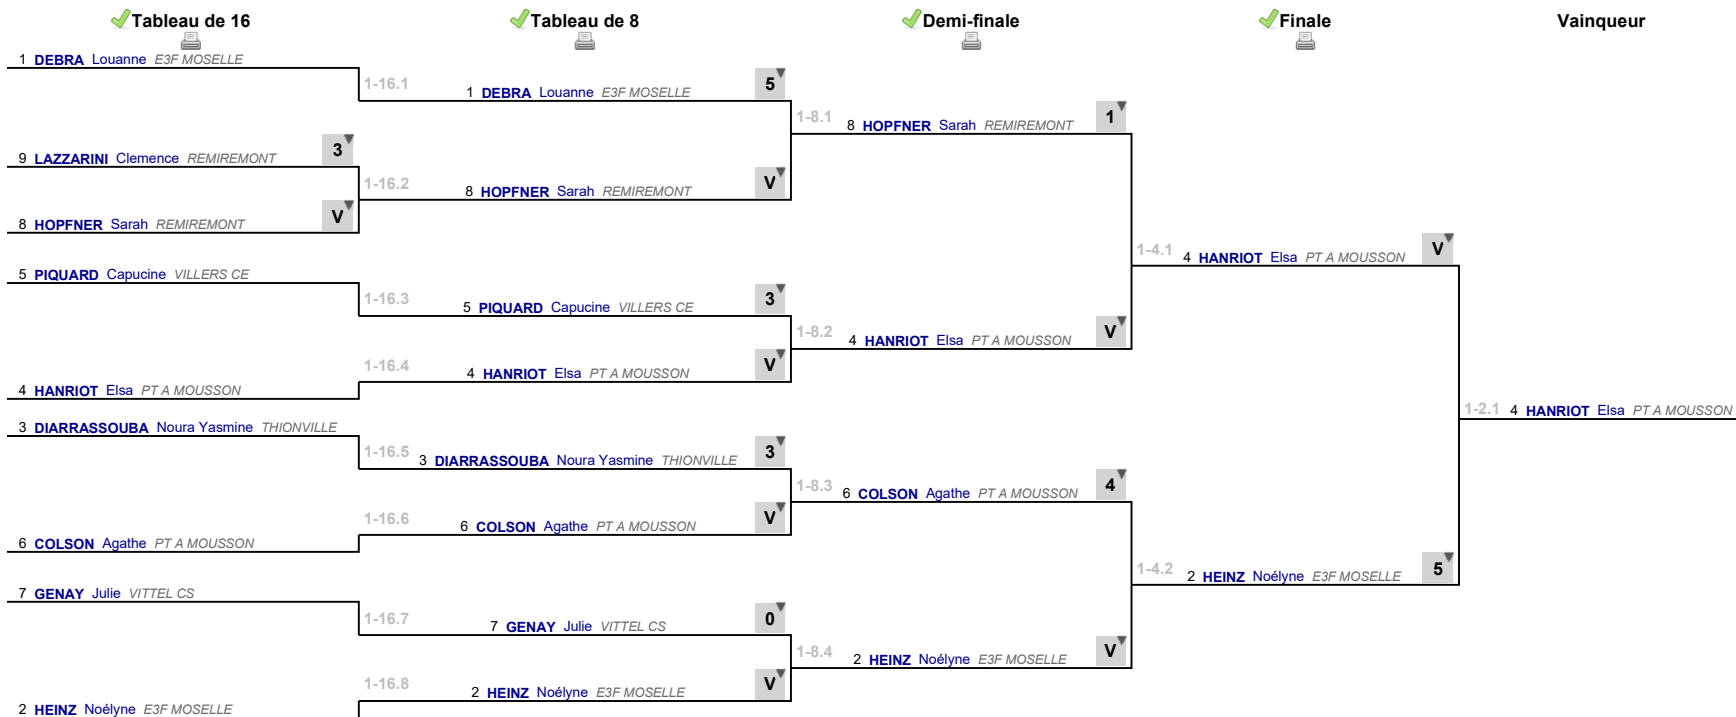 Tableau de 16
Tableau de 8
Demi-finale
Finale
Vainqueur
1 DEBRA Louanne E3F MOSELLE
1-16.1
1 DEBRA Louanne E3F MOSELLE
5
1-8.1
8 HOPFNER Sarah REMIREMONT
1
9 LAZZARINI Clemence REMIREMONT
3
1-16.2
8 HOPFNER Sarah REMIREMONT
V
8 HOPFNER Sarah REMIREMONT
V
1-4.1
4 HANRIOT Elsa PT A MOUSSON
V
5 PIQUARD Capucine VILLERS CE
1-16.3
5 PIQUARD Capucine VILLERS CE
3
1-8.2
4 HANRIOT Elsa PT A MOUSSON
V
1-16.4
4 HANRIOT Elsa PT A MOUSSON
V
4 HANRIOT Elsa PT A MOUSSON
1-2.1
4 HANRIOT Elsa PT A MOUSSON
3 DIARRASSOUBA Noura Yasmine THIONVILLE
1-16.5
3 DIARRASSOUBA Noura Yasmine THIONVILLE
3
1-8.3
6 COLSON Agathe PT A MOUSSON
4
1-16.6
6 COLSON Agathe PT A MOUSSON
V
6 COLSON Agathe PT A MOUSSON
1-4.2
2 HEINZ Noélyne E3F MOSELLE
5
7 GENAY Julie VITTEL CS
1-16.7
7 GENAY Julie VITTEL CS
0
1-8.4
2 HEINZ Noélyne E3F MOSELLE
V
1-16.8
2 HEINZ Noélyne E3F MOSELLE
V
2 HEINZ Noélyne E3F MOSELLE